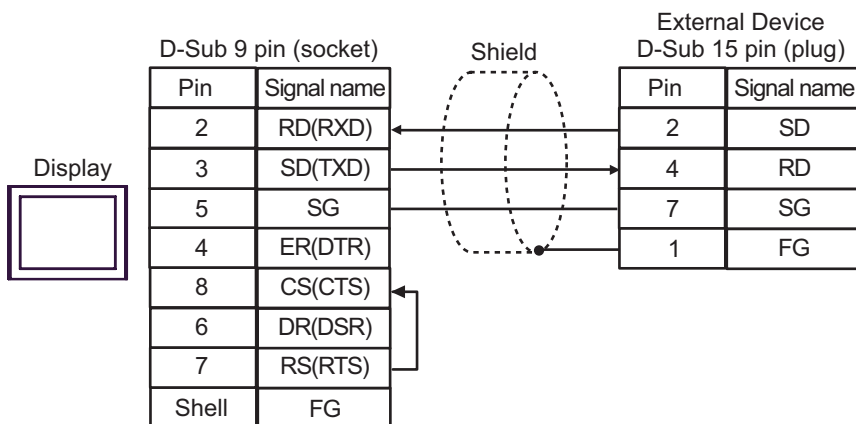 External Device
D-Sub 9 pin (socket) Shield D-Sub 15 pin (plug)
Pin Signal name Pin Signal name
2 RD(RXD) 2 SD
Display 3 SD(TXD) 4 RD
5 SG 7 SG
4 ER(DTR) 1 FG
8 CS(CTS)
6 DR(DSR)
7 RS(RTS)
Shell FG